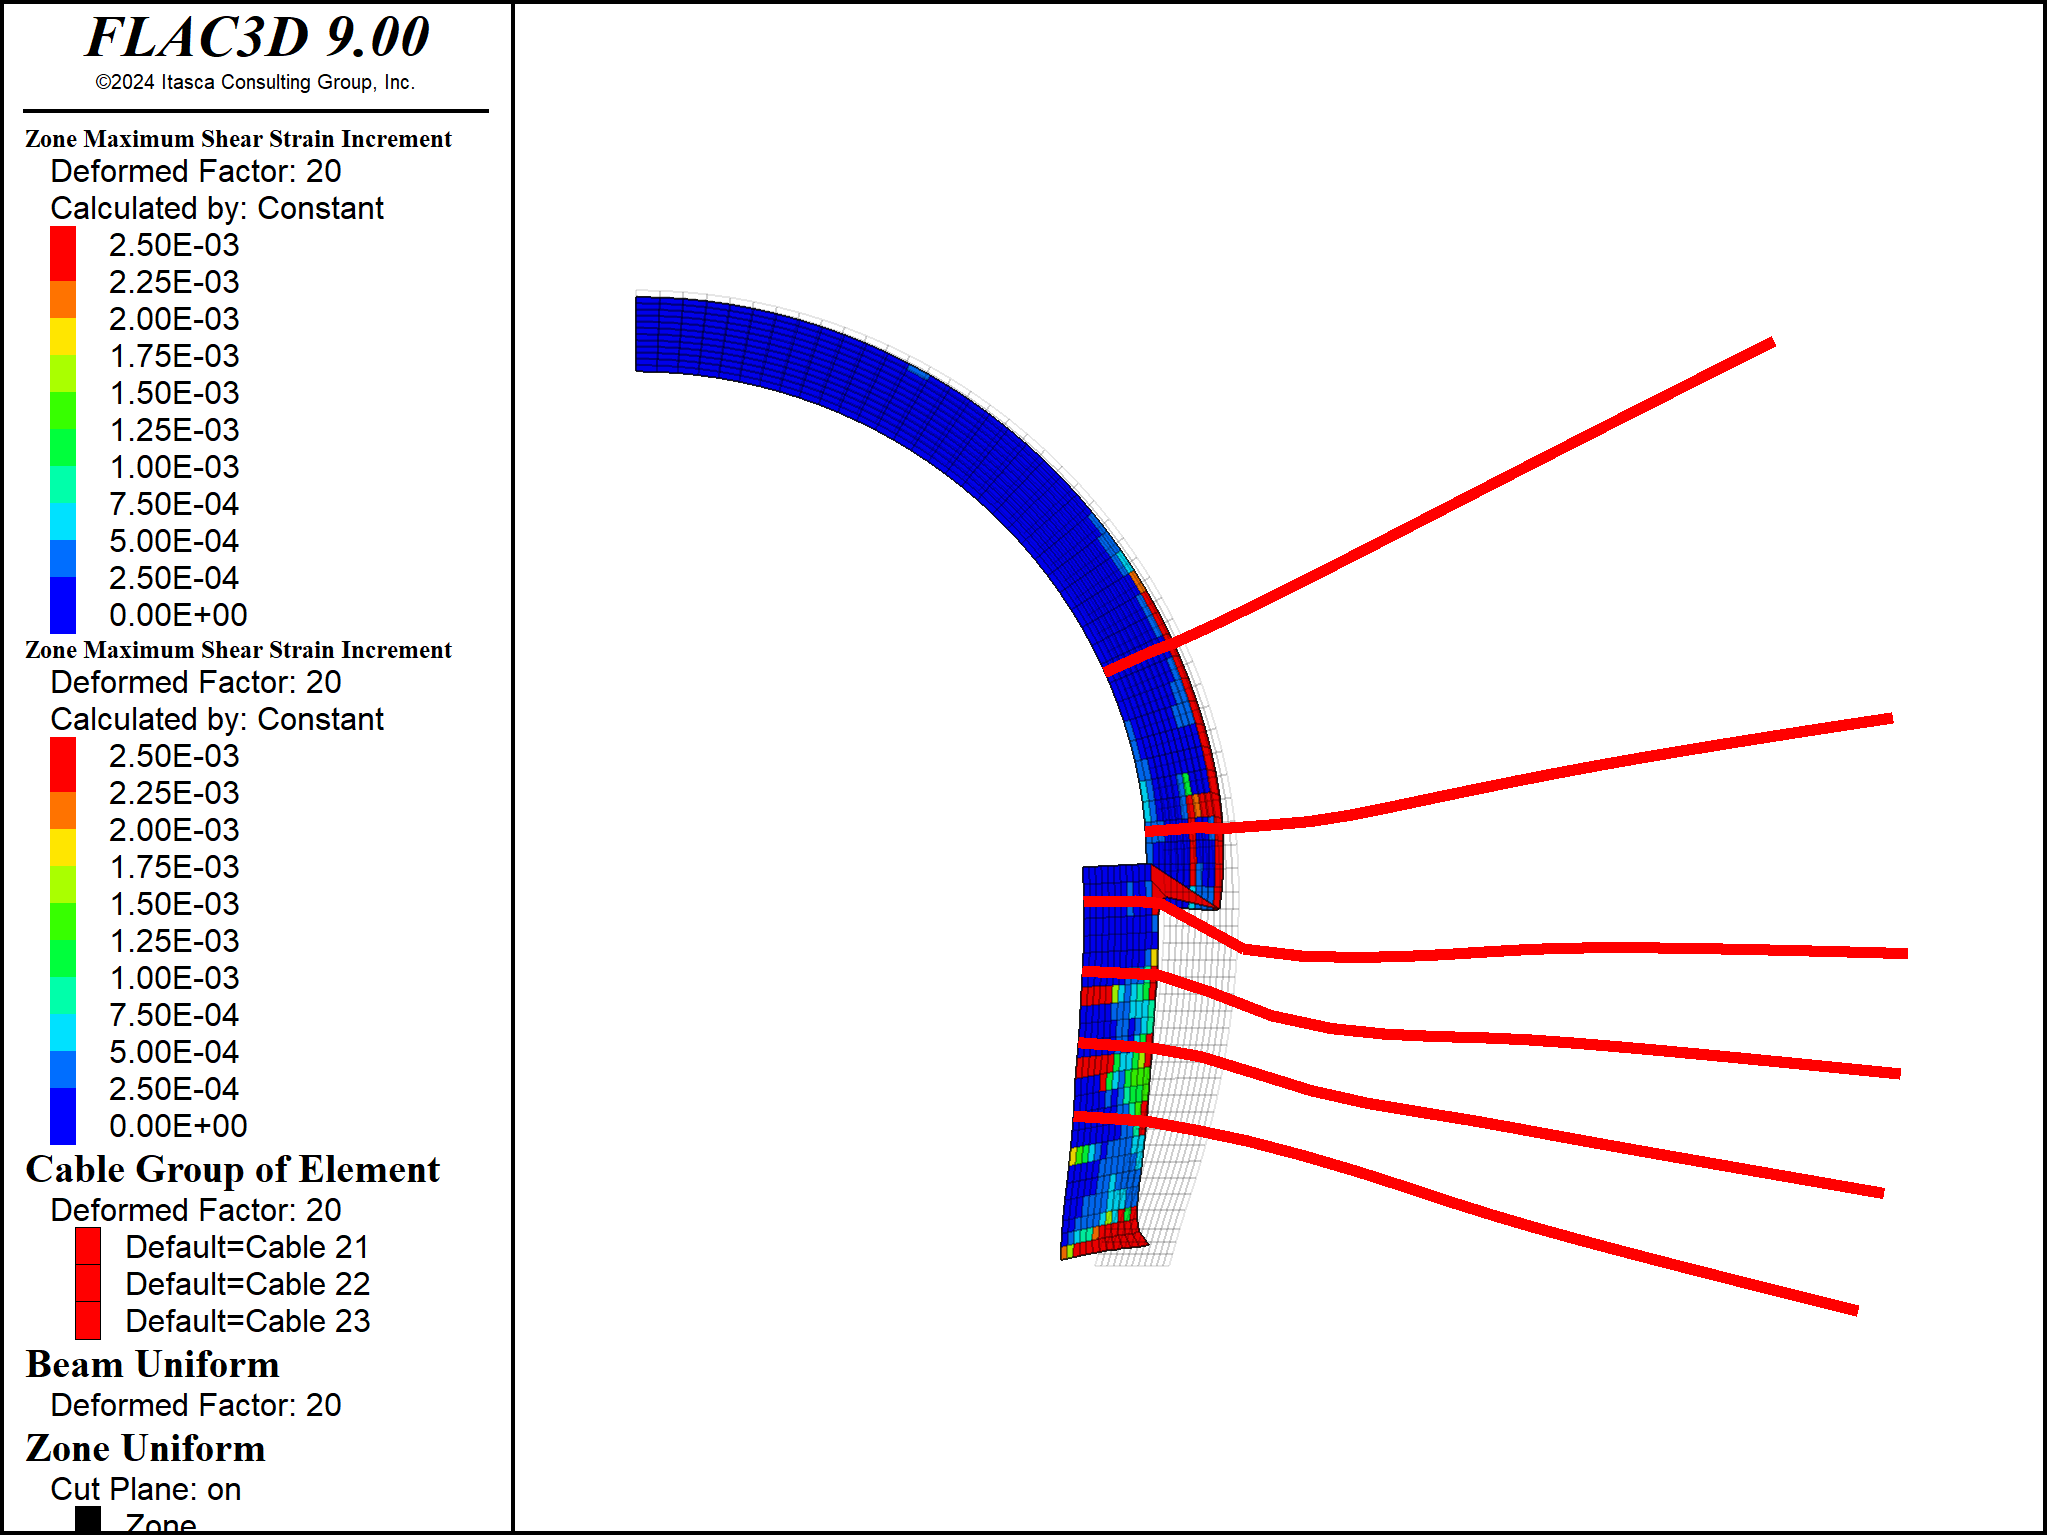 FLAC3D 9.00
©2024 Itasca Consulting Group, Inc.
Zone Maximum Shear Strain Increment
Deformed Factor: 20
Calculated by: Constant
2.50E-03
2.25E-03
2.00E-03
1.75E-03
1.50E-03
1.25E-03
1.00E-03
7.50E-04
5.00E-04
2.50E-04
0.00E+00
Zone Maximum Shear Strain Increment
Deformed Factor: 20
Calculated by: Constant
2.50E-03
2.25E-03
2.00E-03
1.75E-03
1.50E-03
1.25E-03
1.00E-03
7.50E-04
5.00E-04
2.50E-04
0.00E+00
Cable Group of Element
Deformed Factor: 20
Default=Cable 21
Default=Cable 22
Default=Cable 23
Beam Uniform
Deformed Factor: 20
Zone Uniform
Cut Plane: on
Zone